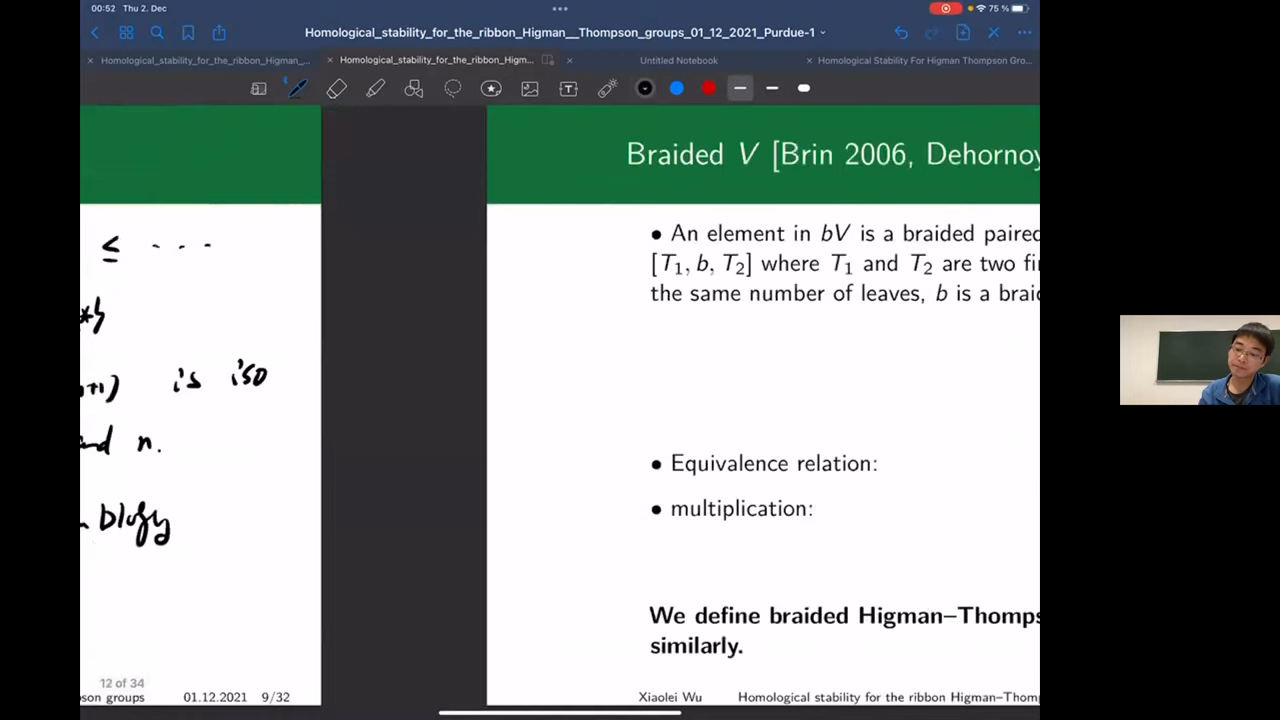 00:52 Thu 2. Dec
75 %
Homological_stability_for_the_ribbon_Higman__Thompson_groups_01_12_2021_Purdue-1
Homological_stability_for_the_ribbon_Higman_...
Homological_stability_for_the_ribbon_Higm...
Untitled Notebook
Homological Stability For Higman Thompson Gro...
≤ ...
is iso
and n.
12 of 34
son groups 01.12.2021 9/32
Braided V [Brin 2006, Dehornoy
• An element in bV is a braided paired
[T₁, b, T₂] where T₁ and T₂ are two fi
the same number of leaves, b is a braid
• Equivalence relation:
• multiplication:
We define braided Higman–Thomps
similarly.
Xiaolei Wu Homological stability for the ribbon Higman–Thom